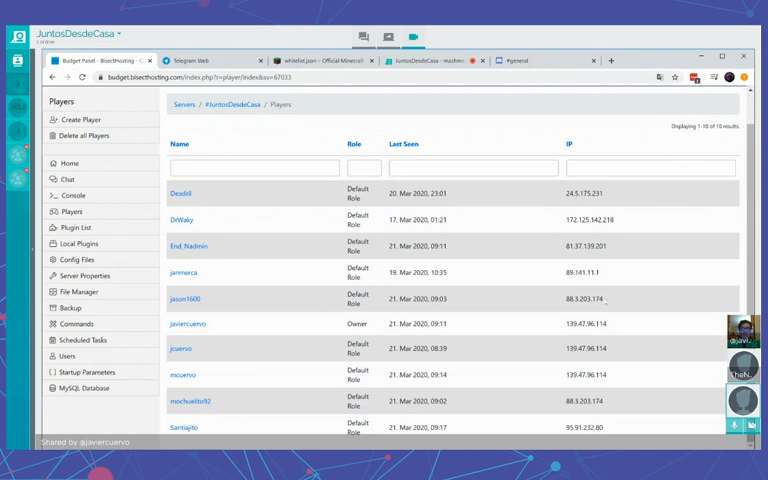 JuntosDesdeCasa
1 online
Budget Panel - BisectHosting - C
Telegram Web
whitelist.json – Official Minecraft
JuntosDesdeCasa - mashme
#general
budget.bisecthosting.com/index.php?r=player/index&sv=67033
Players
Create Player
Delete all Players
Home
Chat
Console
Players
Plugin List
Local Plugins
Config Files
Server Properties
File Manager
Backup
Commands
Scheduled Tasks
Users
Startup Parameters
MySQL Database
Servers / #JuntosDesdeCasa / Players
Displaying 1-10 of 10 results.
Name Role Last Seen IP
Deadril Default Role 20. Mar 2020, 23:01 24.5.175.231
DrWaky Default Role 17. Mar 2020, 01:21 172.125.142.218
End_Nadmin Default Role 21. Mar 2020, 09:11 81.37.139.201
janmerca Default Role 19. Mar 2020, 10:35 89.141.11.1
jason1600 Default Role 21. Mar 2020, 09:03 88.3.203.174
javiercuervo Owner 21. Mar 2020, 09:11 139.47.96.114
jcuervo Default Role 21. Mar 2020, 08:39 139.47.96.114
mcuervo Default Role 21. Mar 2020, 09:14 139.47.96.114
mochuelito92 Default Role 21. Mar 2020, 09:02 88.3.203.174
Santiajito Default Role 21. Mar 2020, 09:17 95.91.232.80
@javi...
TheN...
Shared by @javiercuervo